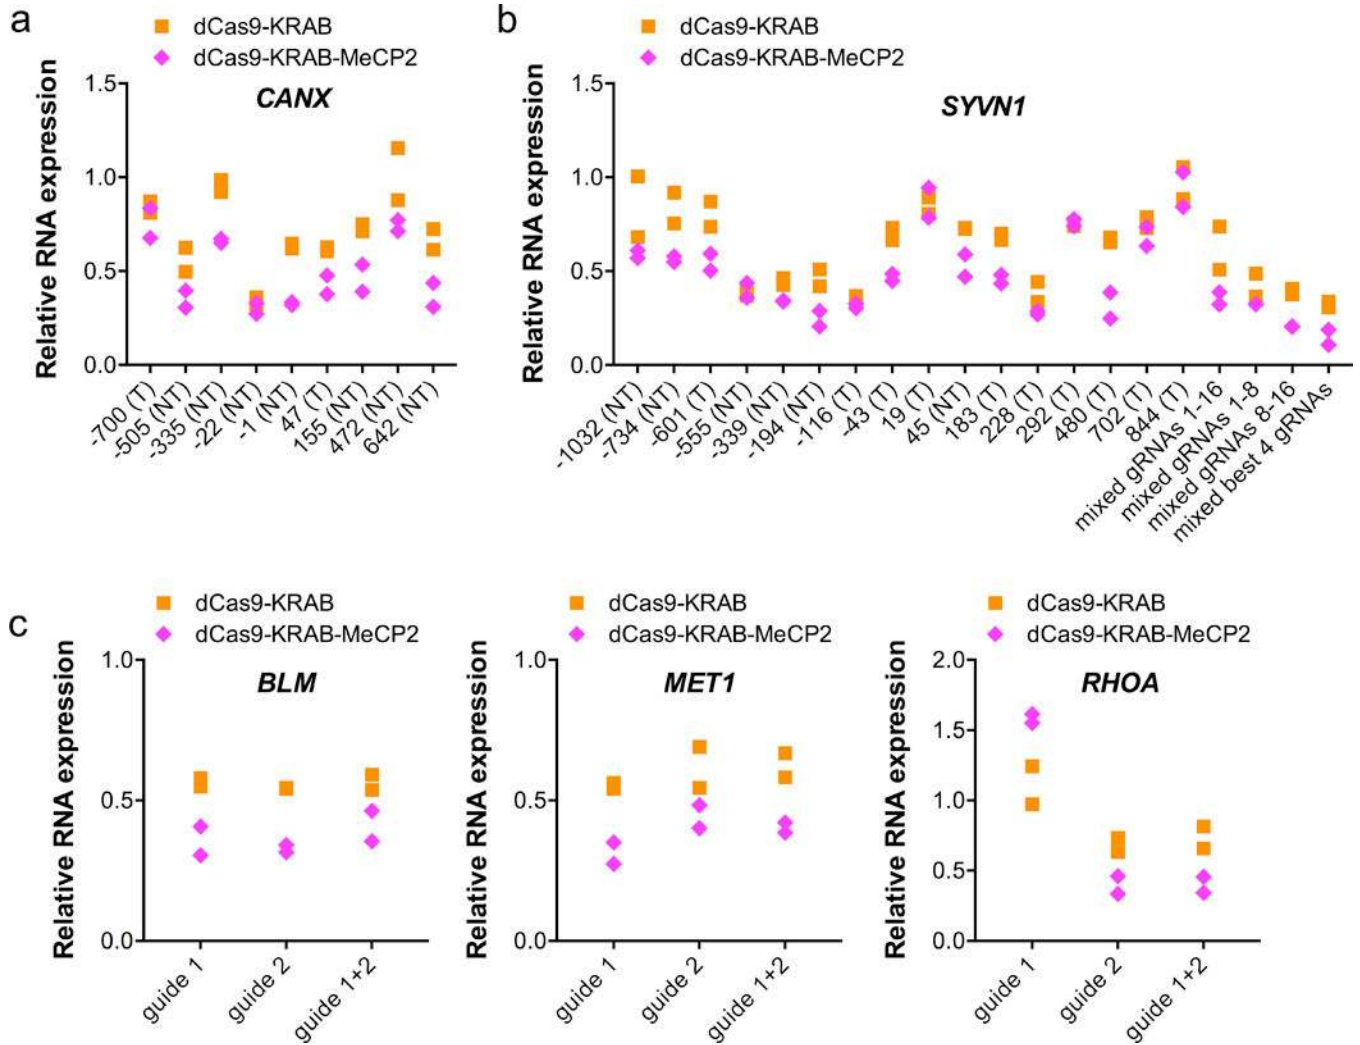 a
dCas9-KRAB
dCas9-KRAB-MeCP2
CANX
Relative RNA expression
1.5
1.0
0.5
0.0
-700 (T)
-505 (NT)
-335 (NT)
-22 (NT)
-1 (NT)
47 (T)
155 (NT)
472 (NT)
642 (NT)
b
dCas9-KRAB
dCas9-KRAB-MeCP2
SYVN1
Relative RNA expression
1.5
1.0
0.5
0.0
-1032 (NT)
-734 (NT)
-601 (T)
-555 (NT)
-339 (NT)
-194 (NT)
-116 (T)
-43 (T)
19 (T)
45 (NT)
183 (T)
228 (T)
292 (T)
480 (T)
702 (T)
844 (T)
mixed gRNAs 1-16
mixed gRNAs 1-8
mixed gRNAs 8-16
mixed best 4 gRNAs
c
dCas9-KRAB
dCas9-KRAB-MeCP2
BLM
Relative RNA expression
1.0
0.5
0.0
guide 1
guide 2
guide 1+2
dCas9-KRAB
dCas9-KRAB-MeCP2
MET1
Relative RNA expression
1.0
0.5
0.0
guide 1
guide 2
guide 1+2
dCas9-KRAB
dCas9-KRAB-MeCP2
RHOA
Relative RNA expression
2.0
1.5
1.0
0.5
0.0
guide 1
guide 2
guide 1+2